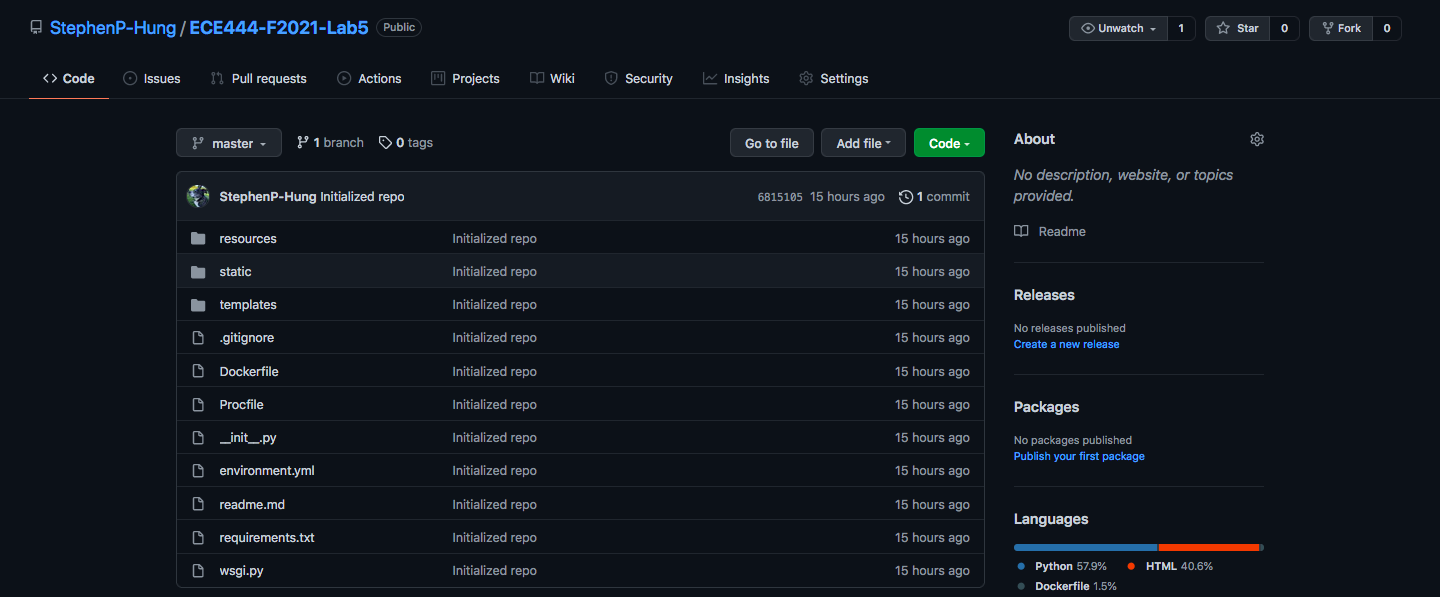 StephenP-Hung / ECE444-F2021-Lab5 Public Unwatch 1 Star 0 Fork 0
Code Issues Pull requests Actions Projects Wiki Security Insights Settings
master 1 branch 0 tags Go to file Add file Code
StephenP-Hung Initialized repo 6815105 15 hours ago 1 commit
resources Initialized repo 15 hours ago
static Initialized repo 15 hours ago
templates Initialized repo 15 hours ago
.gitignore Initialized repo 15 hours ago
Dockerfile Initialized repo 15 hours ago
Procfile Initialized repo 15 hours ago
__init__.py Initialized repo 15 hours ago
environment.yml Initialized repo 15 hours ago
readme.md Initialized repo 15 hours ago
requirements.txt Initialized repo 15 hours ago
wsgi.py Initialized repo 15 hours ago
About
No description, website, or topics
provided.
Readme
Releases
No releases published
Create a new release
Packages
No packages published
Publish your first package
Languages
Python 57.9% HTML 40.6%
Dockerfile 1.5%